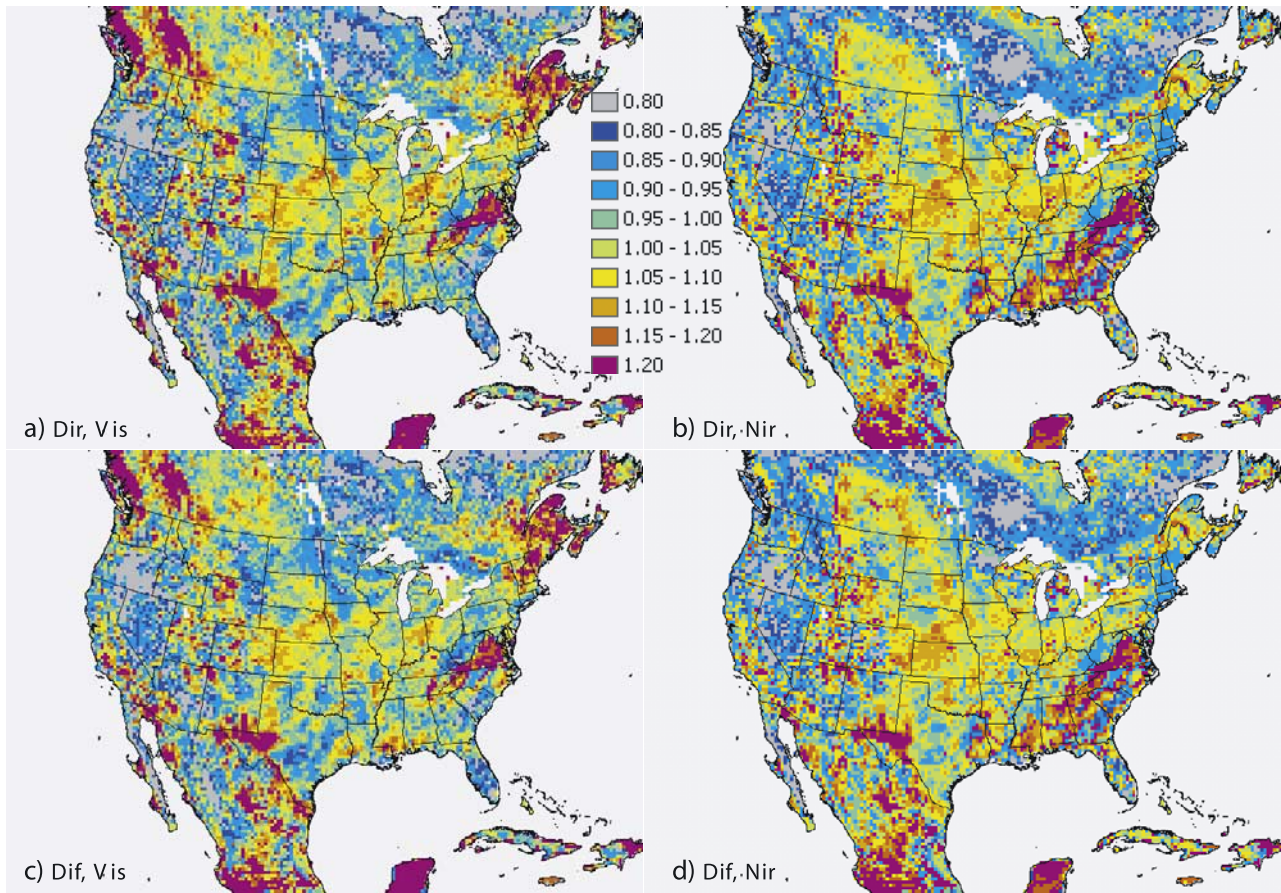 0.80
0.80 - 0.85
0.85 - 0.90
0.90 - 0.95
0.95 - 1.00
1.00 - 1.05
1.05 - 1.10
1.10 - 1.15
1.15 - 1.20
1.20
a) Dir, Vis
b) Dir, Nir
c) Dif, Vis
d) Dif, Nir